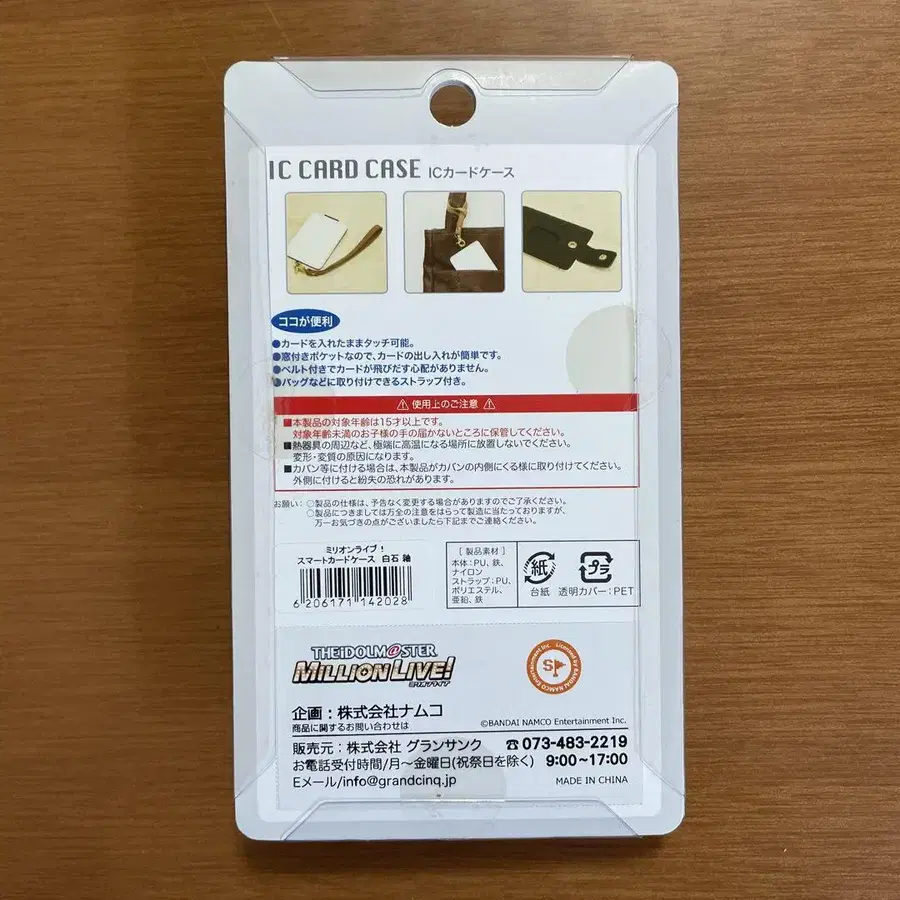 IC CARD CASE ICカードケース
ココが便利
●カードを入れたままタッチ可能。
●窓付きポケットなので、カードの出し入れが簡単です。
●ベルト付きでカードが飛びだす心配がありません。
●バッグなどに取り付けできるストラップ付き。
⚠ 使用上のご注意 ⚠
■本製品の対象年齢は15才以上です。
対象年齢未満のお子様の手の届かないところに保管してください。
■熱器具の周辺など、極端に高温になる場所に放置しないでください。
変形・変質の原因になります。
■カバン等に付ける場合は、本製品がカバンの内側にくる様に取り付けてください。
外側に付けると紛失の恐れがあります。
お願い：○製品の仕様は、予告なく変更する場合がありますのでご了承ください。
○製品につきましては万全の注意をはらって製造に当たっておりますが、
万一お気づきの点がございましたら下記までご連絡ください。
ミリオンライブ！
スマートカードケース 白石 紬
6 206171 142028
[ 製品素材 ]
本体：PU、鉄、
ナイロン
ストラップ：PU、
ポリエステル、
亜鉛、鉄
紙
台紙
プラ
透明カバー：PET
THE IDOLM@STER
MILLION LIVE!
ミリオンライブ
Licensed by BANDAI NAMCO Entertainment Inc.
S
企画：株式会社ナムコ
商品に関するお問い合わせは
©BANDAI NAMCO Entertainment Inc.
販売元：株式会社 グランサンク ☎073-483-2219
お電話受付時間/月〜金曜日(祝祭日を除く) 9:00〜17:00
Eメール/info@grandcinq.jp
MADE IN CHINA